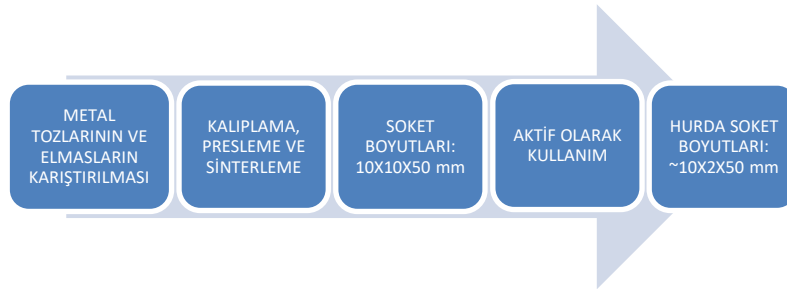 METAL
TOZLARININ VE
ELMASLARIN
KARIŞTIRILMASI
KALIPLAMA,
PRESLEME VE
SİNTERLEME
SOKET
BOYUTLARI:
10X10X50 mm
AKTİF OLARAK
KULLANIM
HURDA SOKET
BOYUTLARI:
~10X2X50 mm